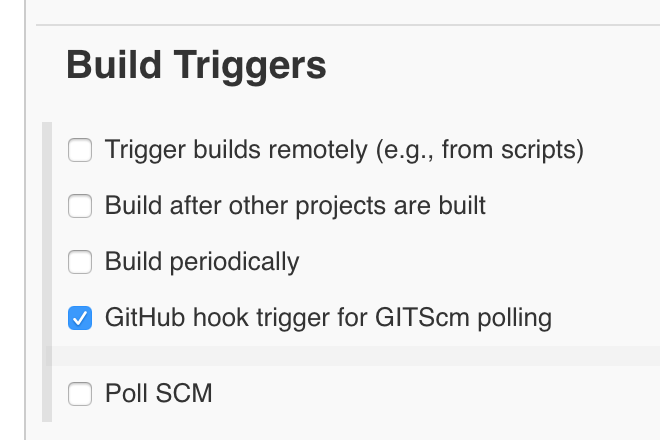 Build Triggers
Trigger builds remotely (e.g., from scripts)
Build after other projects are built
Build periodically
GitHub hook trigger for GITScm polling
Poll SCM